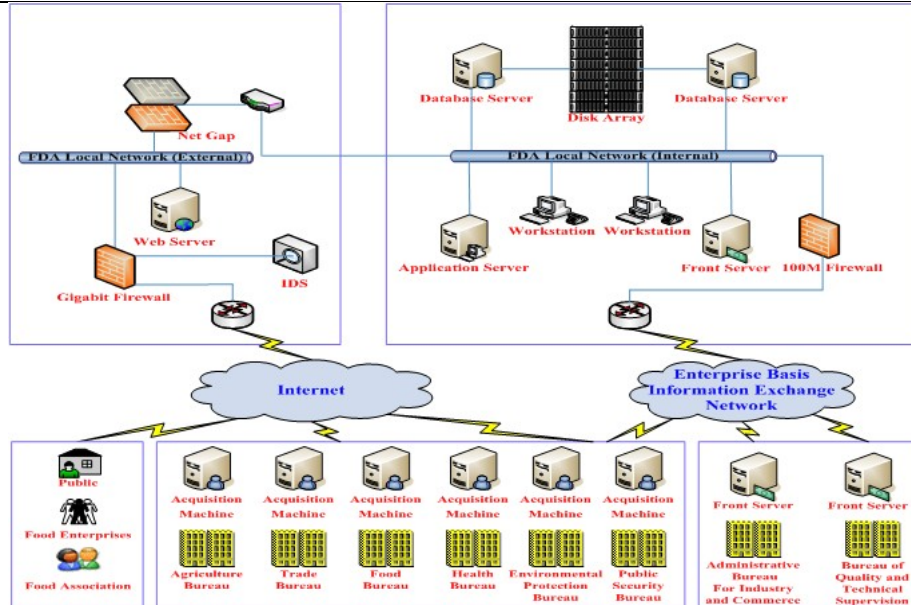 Database Server
Disk Array
Database Server
Net Gap
FDA Local Network (External)
FDA Local Network (Internal)
Web Server
Workstation
Workstation
Application Server
Front Server
100M Firewall
IDS
Gigabit Firewall
Internet
Enterprise Basis
Information Exchange
Network
Public
Food Enterprises
Food Association
Acquisition
Machine
Acquisition
Machine
Acquisition
Machine
Acquisition
Machine
Acquisition
Machine
Acquisition
Machine
Agriculture
Bureau
Trade
Bureau
Food
Bureau
Health
Bureau
Environmental
Protection Bureau
Public
Security
Bureau
Front Server
Front Server
Administrative
Bureau
For Industry
and Commerce
Bureau of
Quality and
Technical
Supervision